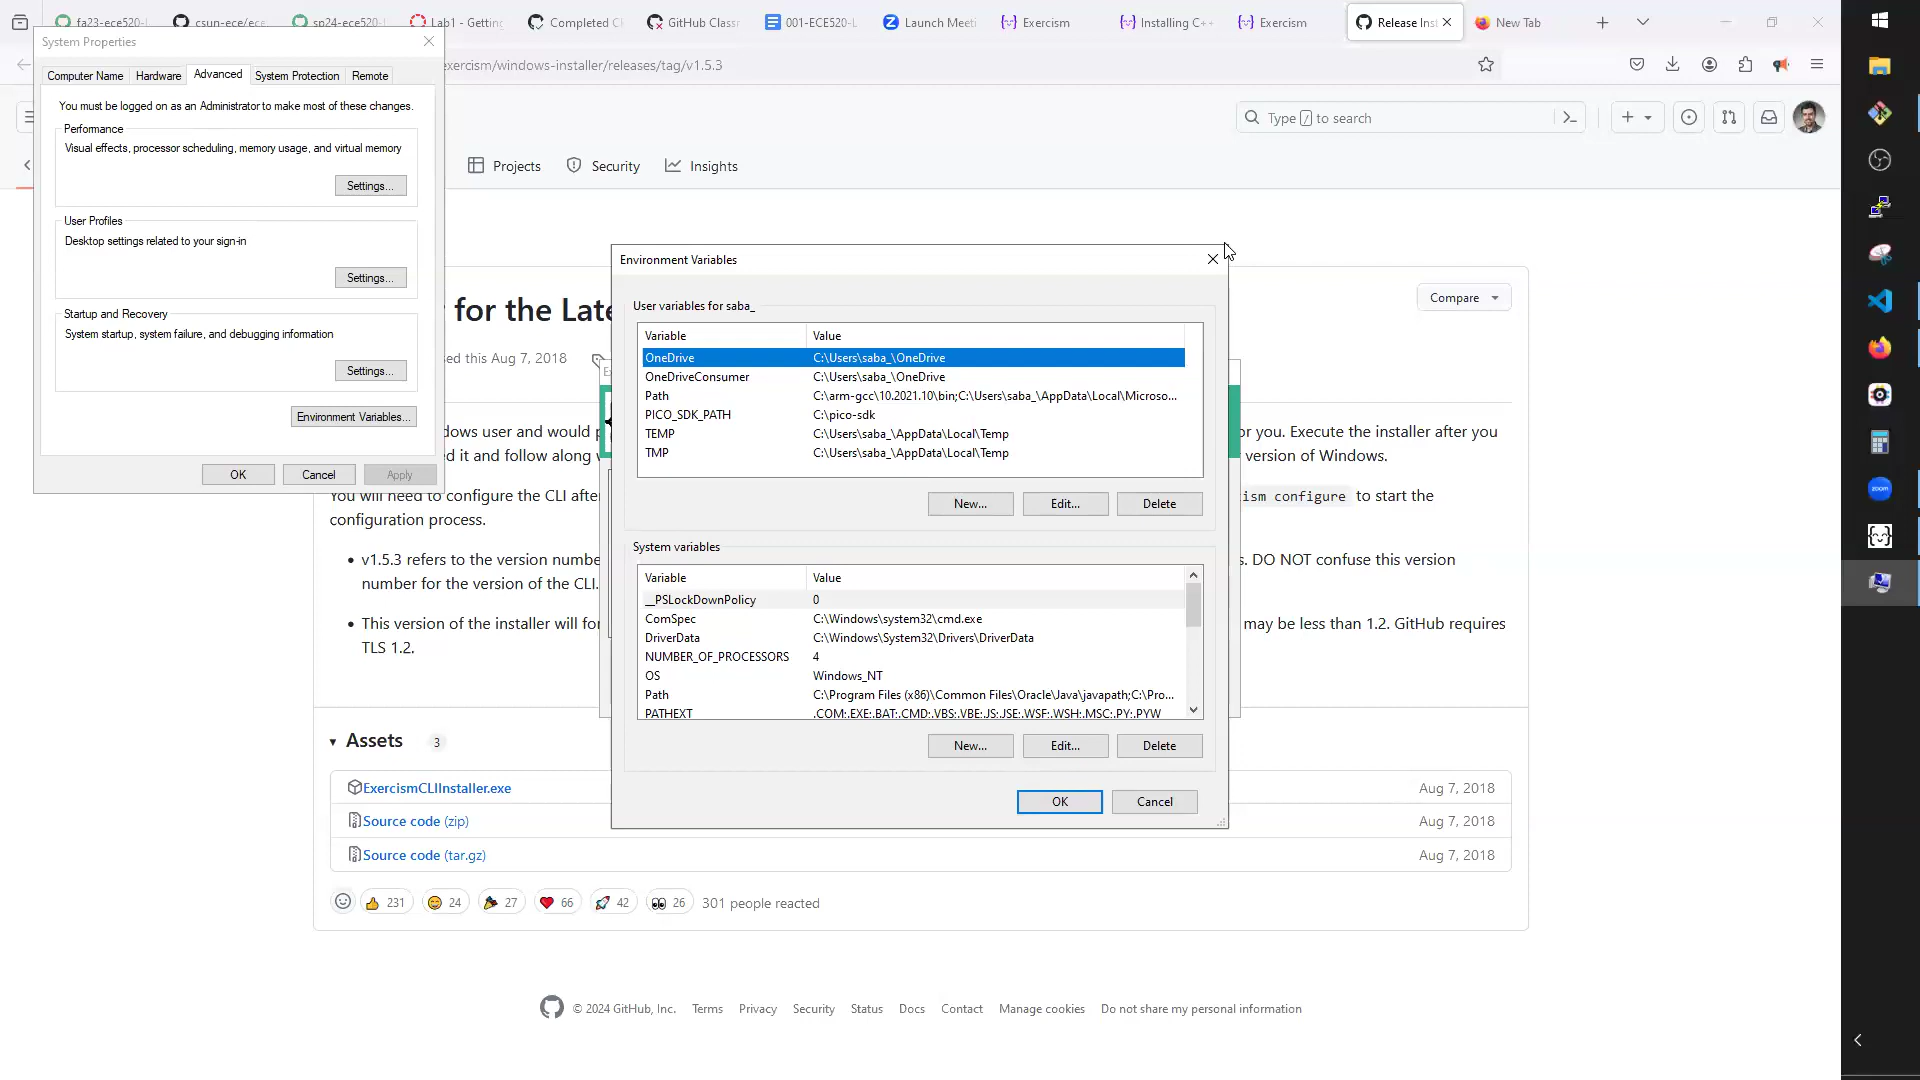 fa23-ece520-l
csun-ece/ece
sp24-ece520-l
Lab1 - Getting
Completed C
GitHub Class
001-ECE520-L
Launch Meeti
Exercism
Installing C++
Exercism
Release Inst
New Tab
System Properties
exercism/windows-installer/releases/tag/v1.5.3
Computer Name
Hardware
Advanced
System Protection
Remote
You must be logged on as an Administrator to make most of these changes.
Performance
Visual effects, processor scheduling, memory usage, and virtual memory
Settings...
User Profiles
Desktop settings related to your sign-in
Settings...
Startup and Recovery
System startup, system failure, and debugging information
Settings...
Environment Variables...
OK
Cancel
Apply
Type / to search
Projects
Security
Insights
for the Late
Compare
sed this Aug 7, 2018
Environment Variables
User variables for saba_
Variable Value
OneDrive C:\Users\saba_\OneDrive
OneDriveConsumer C:\Users\saba_\OneDrive
Path C:\arm-gcc\10.2021.10\bin;C:\Users\saba_\AppData\Local\Microso...
PICO_SDK_PATH C:\pico-sdk
TEMP C:\Users\saba_\AppData\Local\Temp
TMP C:\Users\saba_\AppData\Local\Temp
New...
Edit...
Delete
System variables
Variable Value
__PSLockDownPolicy 0
ComSpec C:\Windows\system32\cmd.exe
DriverData C:\Windows\System32\Drivers\DriverData
NUMBER_OF_PROCESSORS 4
OS Windows_NT
Path C:\Program Files (x86)\Common Files\Oracle\Java\javapath;C:\Pro...
PATHEXT .COM;.EXE;.BAT;.CMD;.VBS;.VBE;.JS;.JSE;.WSF;.WSH;.MSC;.PY;.PYW
New...
Edit...
Delete
OK
Cancel
dows user and would p
or you. Execute the installer after you
ed it and follow along w
version of Windows.
You will need to configure the CLI afte
ism configure to start the
configuration process.
v1.5.3 refers to the version numbe
s. DO NOT confuse this version
number for the version of the CLI.
This version of the installer will for
may be less than 1.2. GitHub requires
TLS 1.2.
Assets 3
ExercismCLIInstaller.exe Aug 7, 2018
Source code (zip) Aug 7, 2018
Source code (tar.gz) Aug 7, 2018
231 24 27 66 42 26 301 people reacted
© 2024 GitHub, Inc. Terms Privacy Security Status Docs Contact Manage cookies Do not share my personal information
zoom